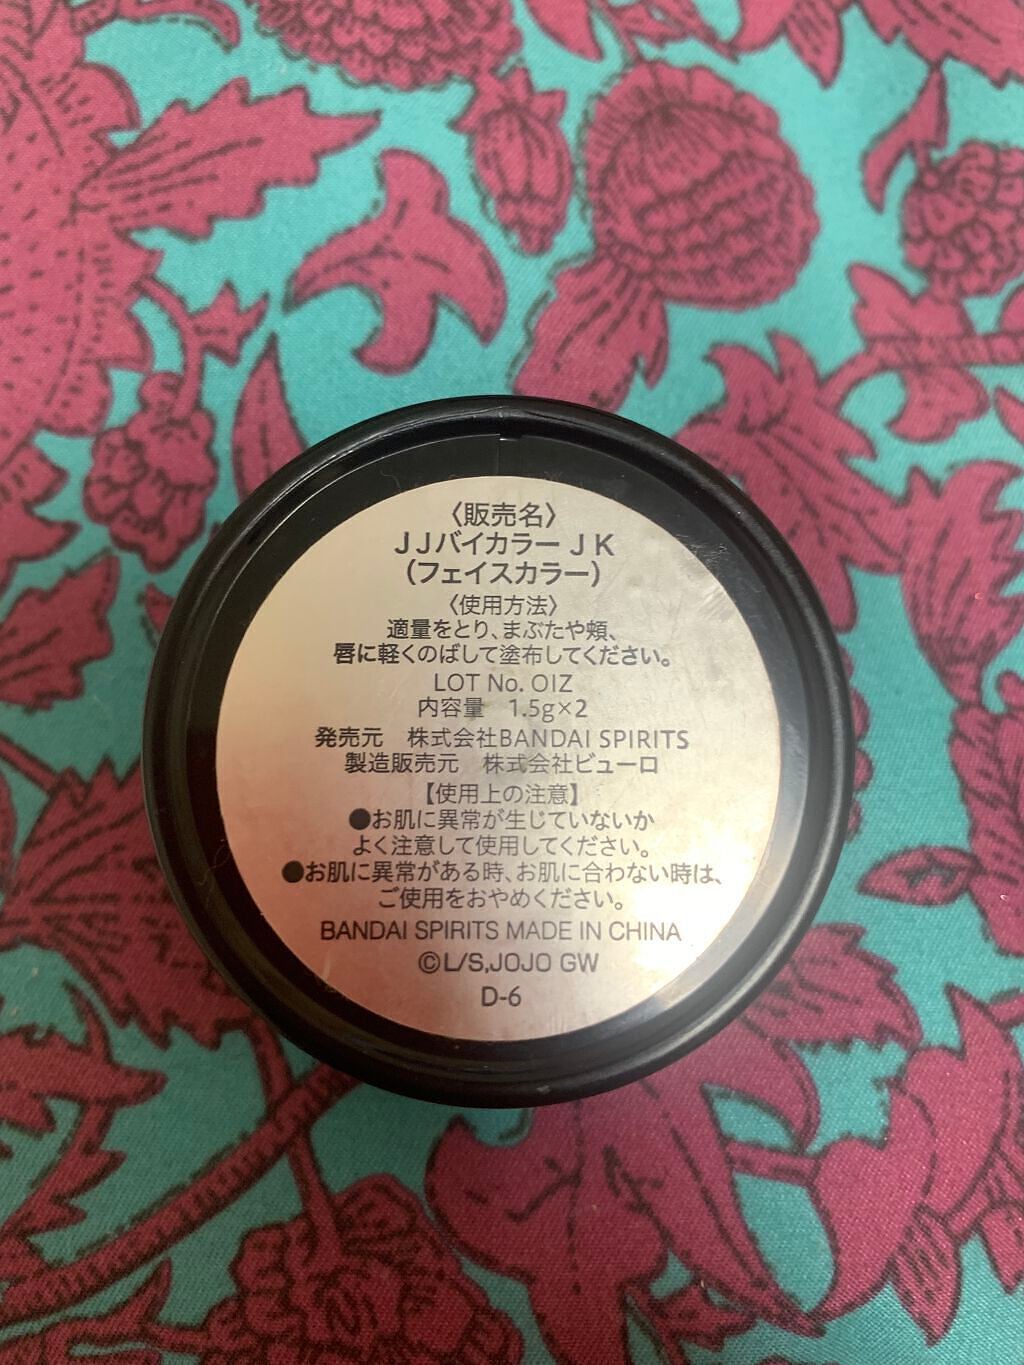 〈販売名〉
JJバイカラー JK
(フェイスカラー)
〈使用方法〉
適量をとり、まぶたや頬、
唇に軽くのばして塗布してください。
LOT No. OIZ
内容量 1.5g×2
発売元 株式会社BANDAI SPIRITS
製造販売元 株式会社ビューロ
【使用上の注意】
●お肌に異常が生じていないか
よく注意して使用してください。
●お肌に異常がある時、お肌に合わない時は、
ご使用をおやめください。
BANDAI SPIRITS MADE IN CHINA
©L/S,JOJO GW
D-6